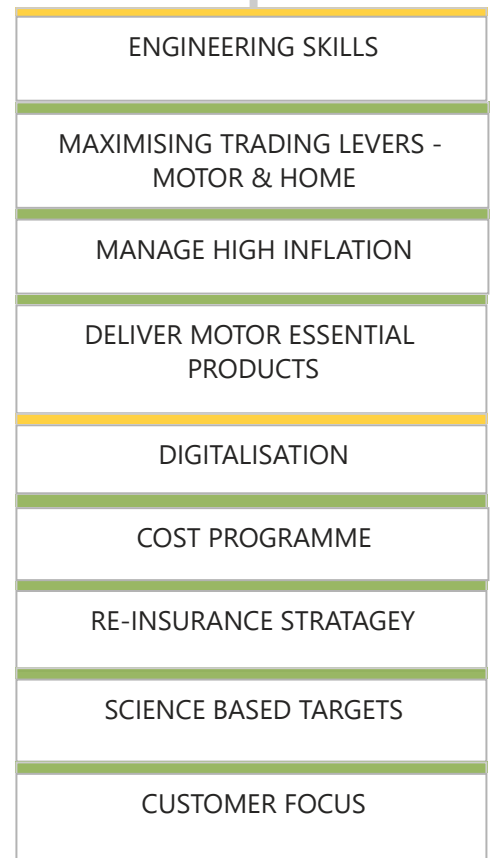 ENGINEERING SKILLS
MAXIMISING TRADING LEVERS -
MOTOR & HOME
MANAGE HIGH INFLATION
DELIVER MOTOR ESSENTIAL
PRODUCTS
DIGITALISATION
COST PROGRAMME
RE-INSURANCE STRATAGEY
SCIENCE BASED TARGETS
CUSTOMER FOCUS